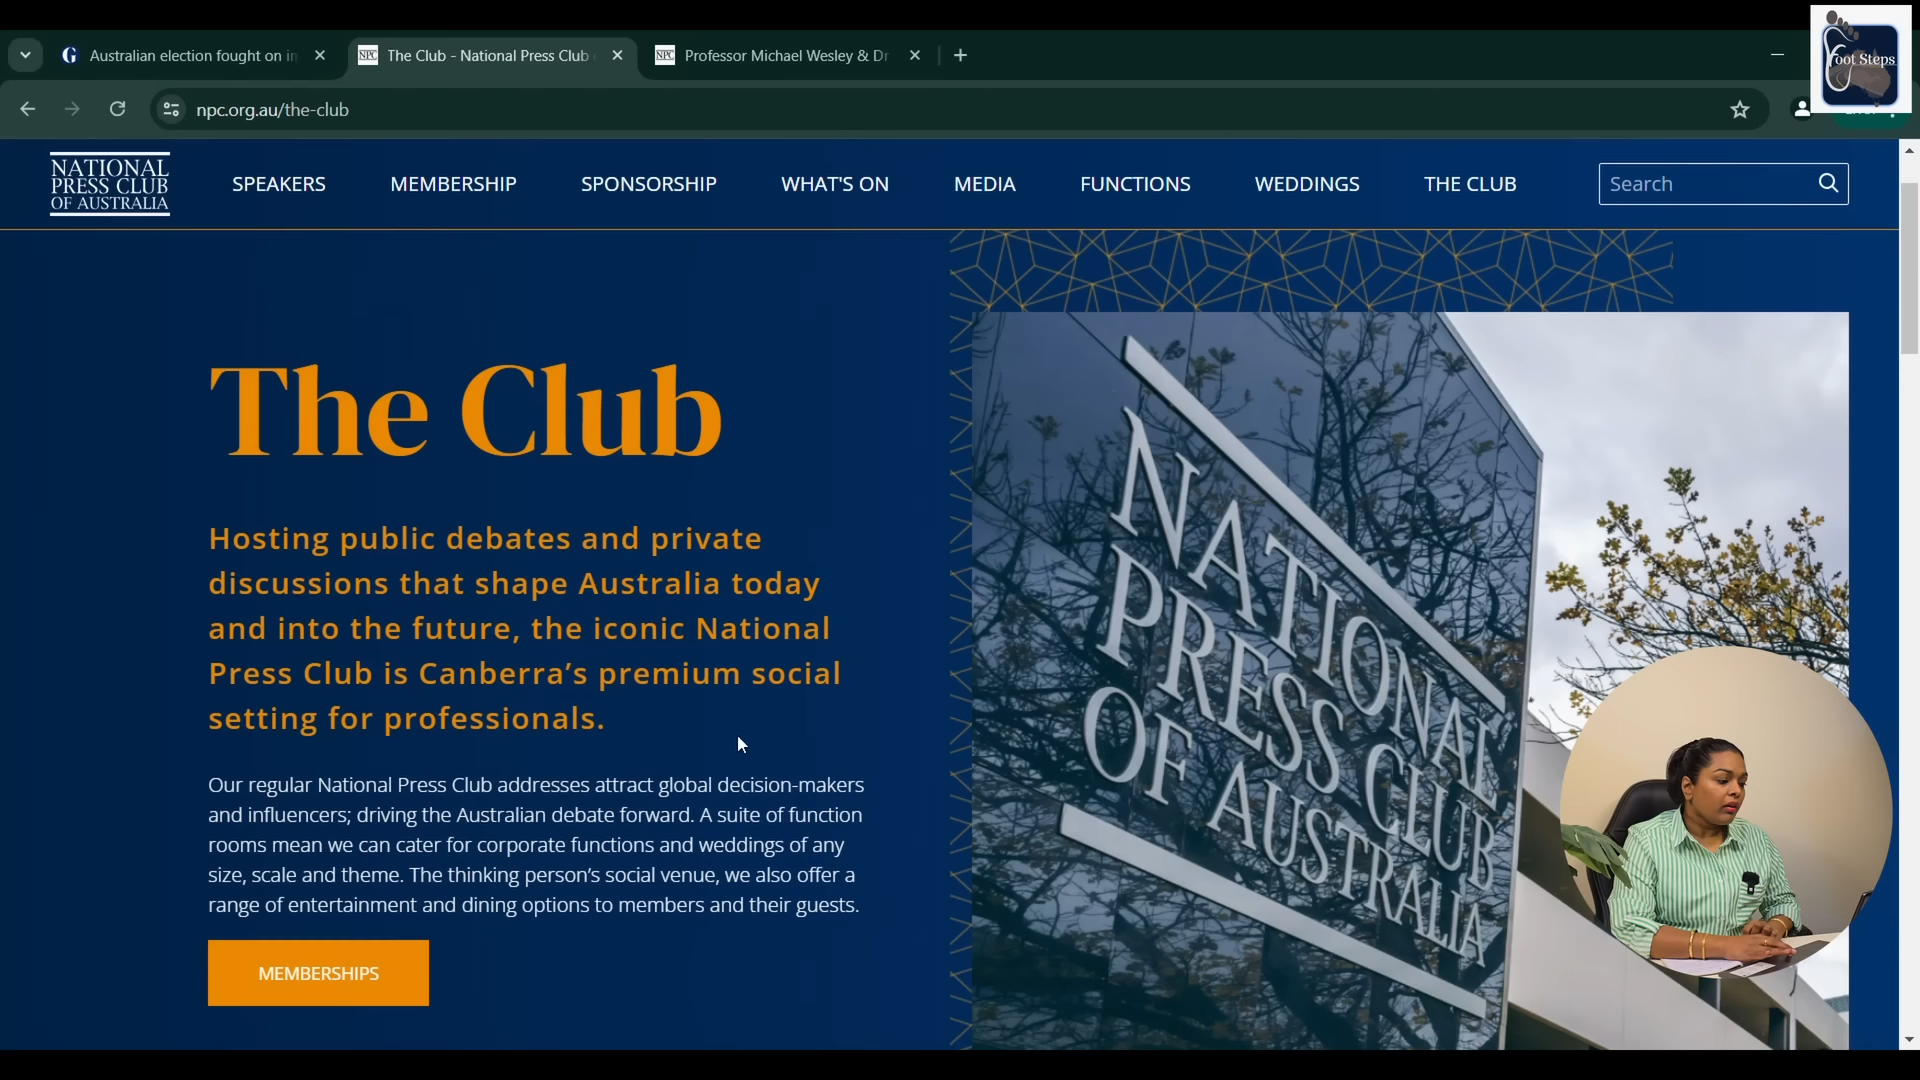 Australian election fought on i
The Club - National Press Club
Professor Michael Wesley & Dr
Foot Steps
npc.org.au/the-club
NATIONAL
PRESS CLUB
OF AUSTRALIA
SPEAKERS
MEMBERSHIP
SPONSORSHIP
WHAT'S ON
MEDIA
FUNCTIONS
WEDDINGS
THE CLUB
Search
The Club
Hosting public debates and private
discussions that shape Australia today
and into the future, the iconic National
Press Club is Canberra’s premium social
setting for professionals.
Our regular National Press Club addresses attract global decision-makers
and influencers; driving the Australian debate forward. A suite of function
rooms mean we can cater for corporate functions and weddings of any
size, scale and theme. The thinking person’s social venue, we also offer a
range of entertainment and dining options to members and their guests.
MEMBERSHIPS
NATIONAL
PRESS CLUB
OF AUSTRALIA